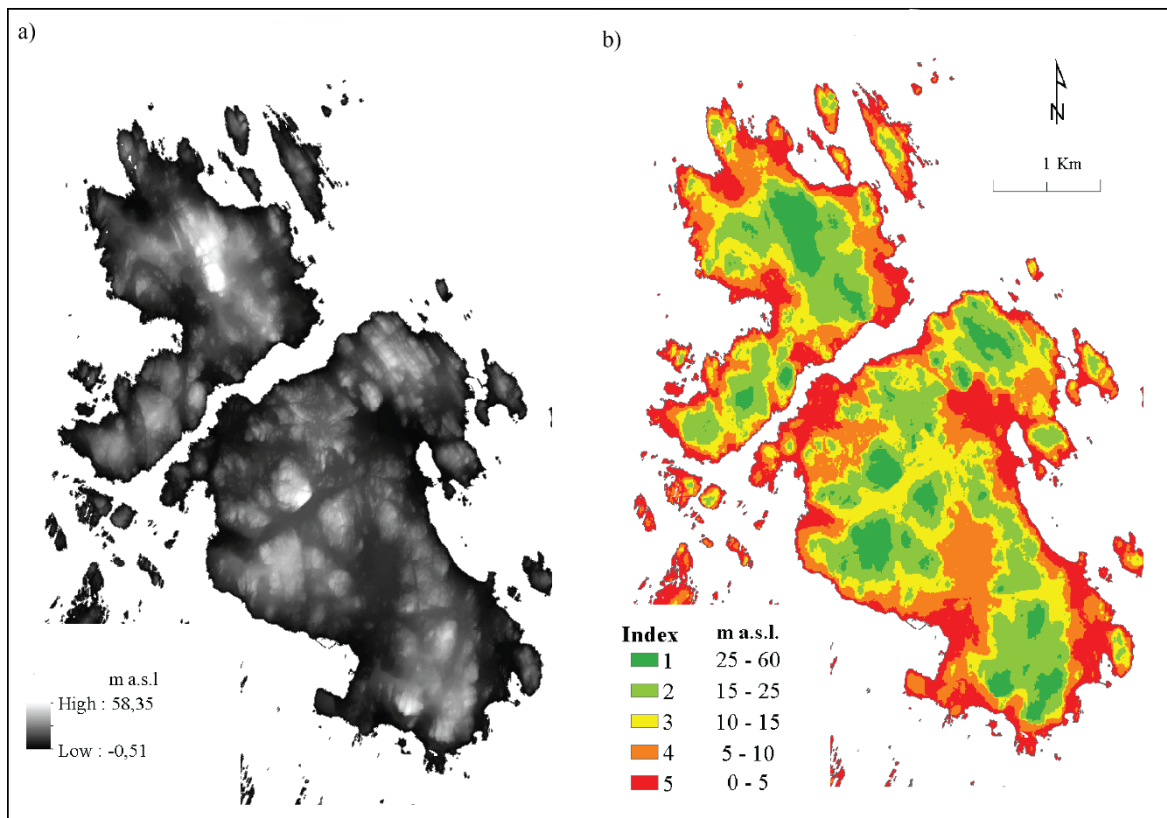 a)
b)
N
1 Km
m a.s.l
High : 58,35
Low : -0,51
Index m a.s.l.
1 25 - 60
2 15 - 25
3 10 - 15
4 5 - 10
5 0 - 5